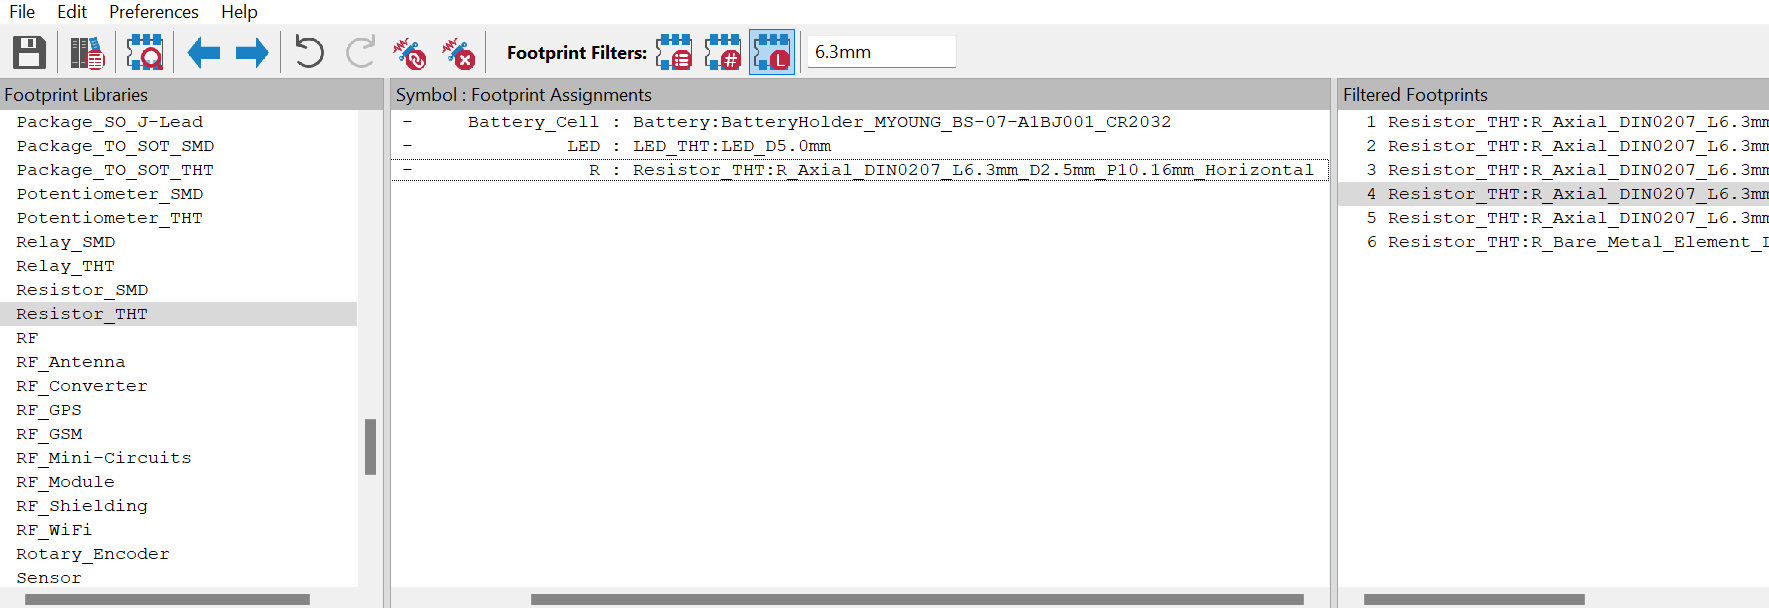 File Edit Preferences Help
Footprint Filters: 6.3mm
Footprint Libraries
Package_SO_J-Lead
Package_TO_SOT_SMD
Package_TO_SOT_THT
Potentiometer_SMD
Potentiometer_THT
Relay_SMD
Relay_THT
Resistor_SMD
Resistor_THT
RF
RF_Antenna
RF_Converter
RF_GPS
RF_GSM
RF_Mini-Circuits
RF_Module
RF_Shielding
RF_WiFi
Rotary_Encoder
Sensor
Symbol : Footprint Assignments
- Battery_Cell : Battery:BatteryHolder_MYOUNG_BS-07-A1BJ001_CR2032
- LED : LED_THT:LED_D5.0mm
- R : Resistor_THT:R_Axial_DIN0207_L6.3mm_D2.5mm_P10.16mm_Horizontal
Filtered Footprints
1 Resistor_THT:R_Axial_DIN0207_L6.3mm
2 Resistor_THT:R_Axial_DIN0207_L6.3mm
3 Resistor_THT:R_Axial_DIN0207_L6.3mm
4 Resistor_THT:R_Axial_DIN0207_L6.3mm
5 Resistor_THT:R_Axial_DIN0207_L6.3mm
6 Resistor_THT:R_Bare_Metal_Element_